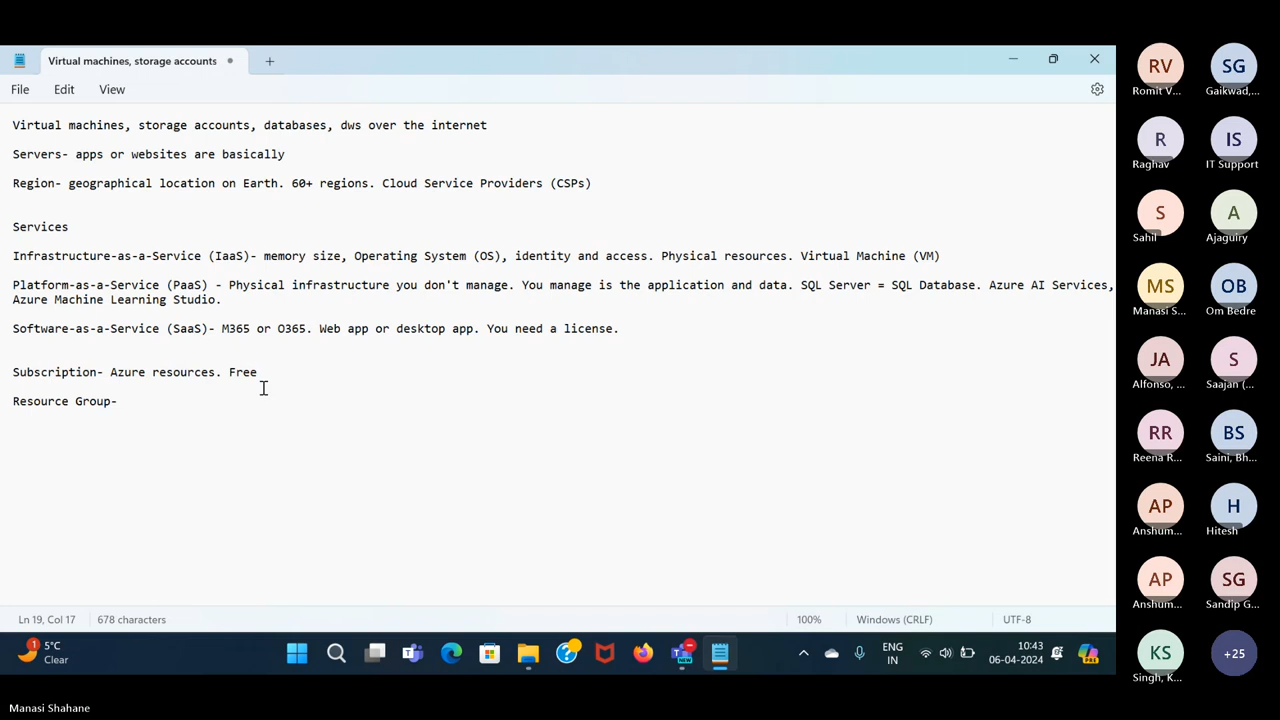 Virtual machines, storage accounts
File Edit View
Virtual machines, storage accounts, databases, dws over the internet
Servers- apps or websites are basically
Region- geographical location on Earth. 60+ regions. Cloud Service Providers (CSPs)
Services
Infrastructure-as-a-Service (IaaS)- memory size, Operating System (OS), identity and access. Physical resources. Virtual Machine (VM)
Platform-as-a-Service (PaaS) - Physical infrastructure you don't manage. You manage is the application and data. SQL Server = SQL Database. Azure AI Services,
Azure Machine Learning Studio.
Software-as-a-Service (SaaS)- M365 or O365. Web app or desktop app. You need a license.
Subscription- Azure resources. Free
Resource Group-
Ln 19, Col 17 678 characters 100% Windows (CRLF) UTF-8
1 5°C
Clear
NEW
ENG
IN
10:43
06-04-2024
PRE
RV SG
Romit V... Gaikwad,...
R IS
Raghav IT Support
S A
Sahil Ajaguiry
MS OB
Manasi S... Om Bedre
JA S
Alfonso, ... Saajan (...
RR BS
Reena R... Saini, Bh...
AP H
Anshum... Hitesh
AP SG
Anshum... Sandip G...
KS +25
Singh, K...
Manasi Shahane